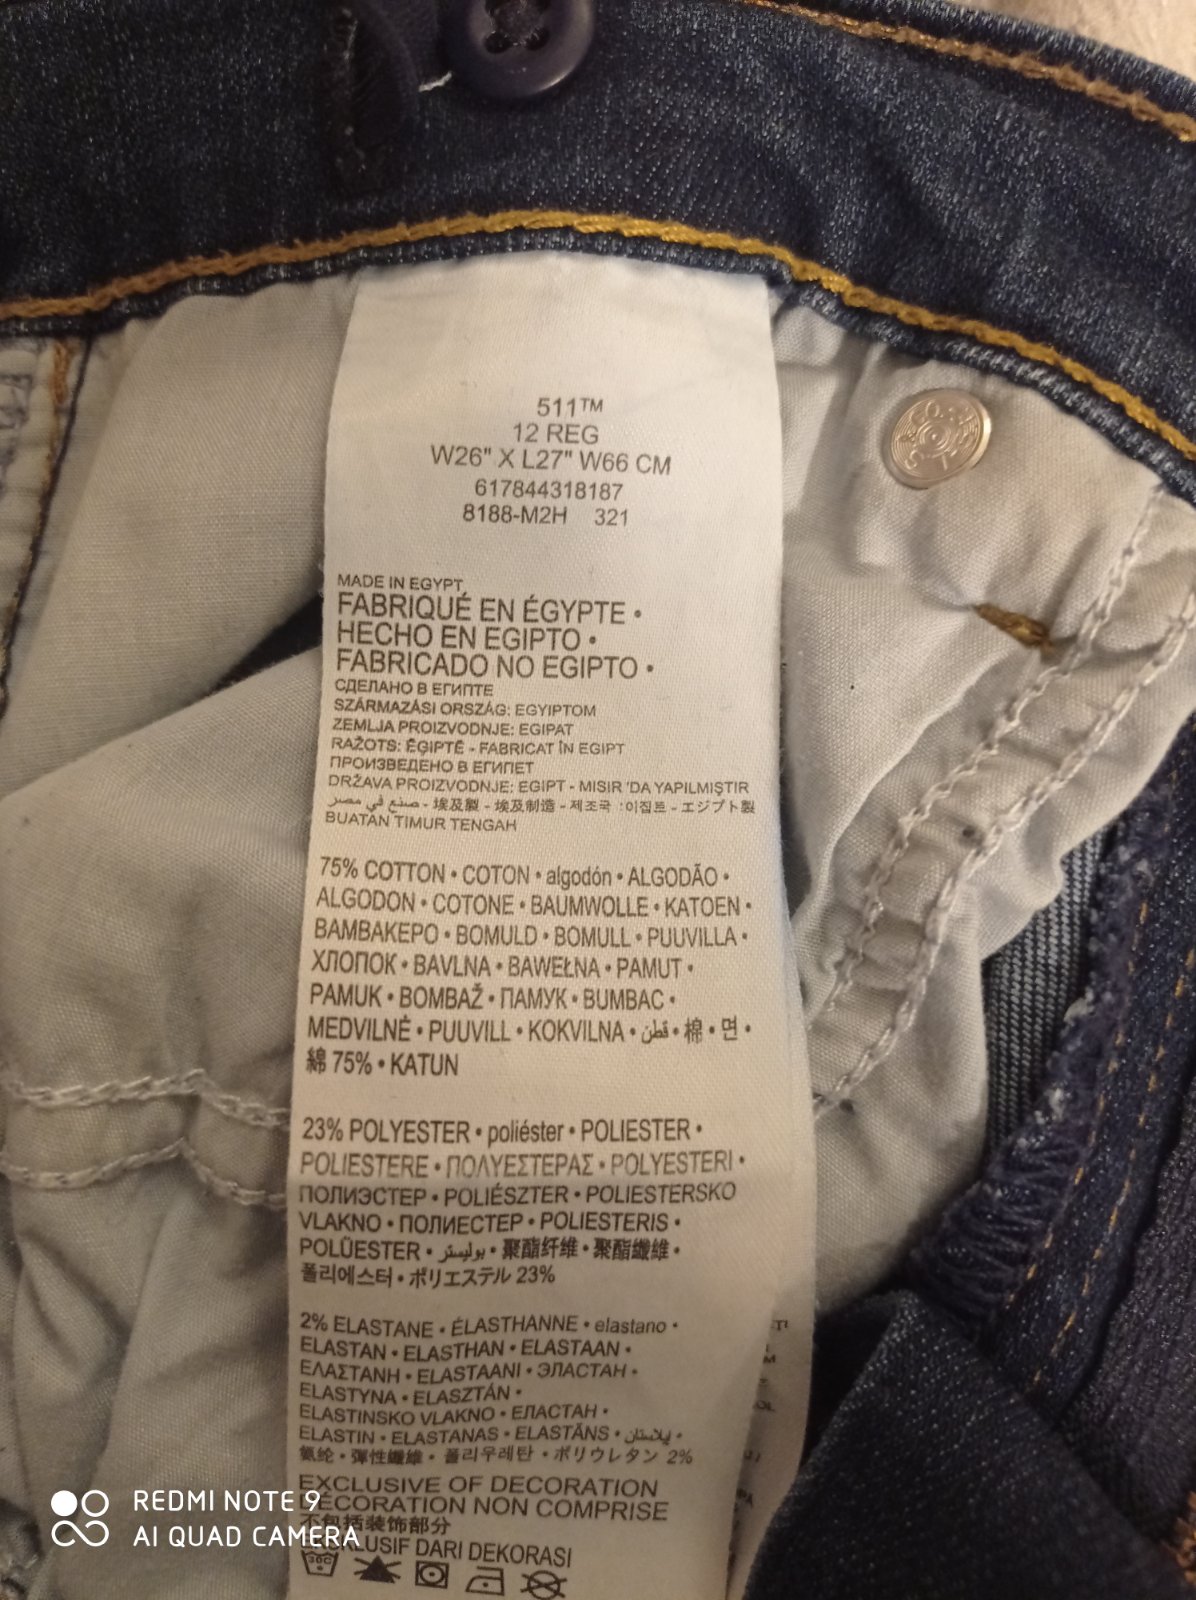 511™
12 REG
W26" X L27" W66 CM
617844318187
8188-M2H 321
MADE IN EGYPT
FABRIQUÉ EN ÉGYPTE •
HECHO EN EGIPTO •
FABRICADO NO EGIPTO •
СДЕЛАНО В ЕГИПТЕ
SZÁRMAZÁSI ORSZÁG: EGYIPTOM
ZEMLJA PROIZVODNJE: EGIPAT
RAŽOTS: ĒĢIPTĒ - FABRICAT ÎN EGIPT
ПРОИЗВЕДЕНО В ЕГИПЕТ
DRŽAVA PROIZVODNJE: EGIPT - MISIR 'DA YAPILMIŞTIR
صنع في مصر - 埃及製 - 埃及制造 - 제조국 :이집트 - エジプト製
BUATAN TIMUR TENGAH
75% COTTON • COTON • algodón • ALGODÃO •
ALGODON • COTONE • BAUMWOLLE • KATOEN •
ΒΑΜΒΑΚΕΡΟ • BOMULD • BOMULL • PUUVILLA •
ХЛОПОК • BAVLNA • BAWEŁNA • PAMUT •
PAMUK • BOMBAŽ • ПАМУК • BUMBAC •
MEDVILNĖ • PUUVILL • KOKVILNA • قطن • 棉 • 면 •
綿 75% • KATUN
23% POLYESTER • poliéster • POLIESTER •
POLIESTERE • ΠΟΛΥΕΣΤΕΡΑΣ • POLYESTERI •
ПОЛИЭСТЕР • POLIÉSZTER • POLIESTERSKO
VLAKNO • ПОЛИЕСТЕР • POLIESTERIS •
POLÜESTER • بوليستر • 聚酯纤维 • 聚酯纖維 •
폴리에스터 • ポリエステル 23%
2% ELASTANE • ÉLASTHANNE • elastano •
ELASTAN • ELASTHAN • ELASTAAN •
ΕΛΑΣΤΑΝΗ • ELASTAANI • ЭЛАСТАН •
ELASTYNA • ELASZTÁN •
ELASTINSKO VLAKNO • ЕЛАСТАН •
ELASTIN • ELASTANAS • ELASTĀNS • يلاستان •
氨纶 • 彈性纖維 • 폴리우레탄 • ポリウレタン 2%
EXCLUSIVE OF DECORATION
DÉCORATION NON COMPRISE
不包括装饰部分
EKSKLUSIF DARI DEKORASI
30C
REDMI NOTE 9
AI QUAD CAMERA